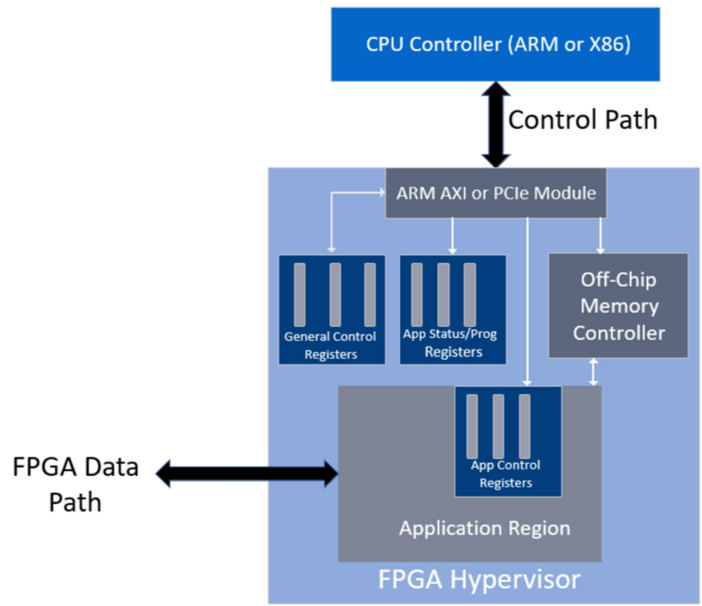 CPU Controller (ARM or X86)
Control Path
ARM AXI or PCIe Module
General Control
Registers
App Status/Prog
Registers
Off-Chip
Memory
Controller
App Control
Registers
FPGA Data
Path
Application Region
FPGA Hypervisor